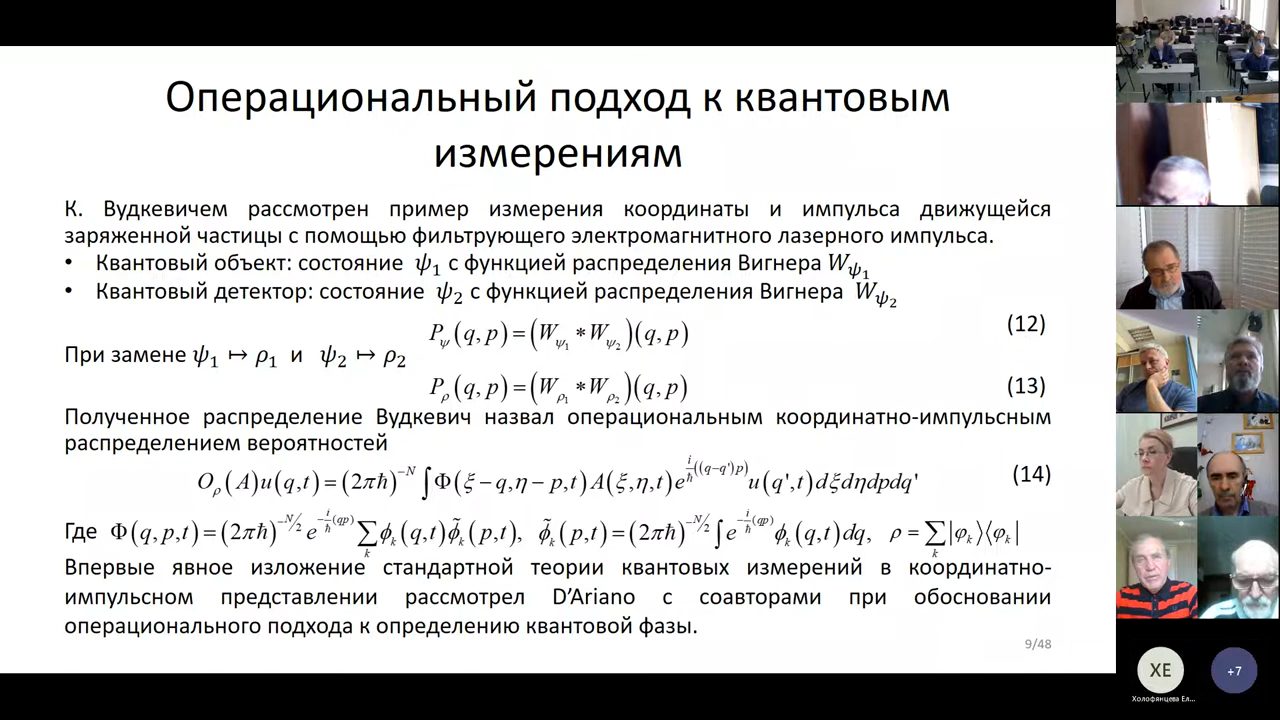 Операциональный подход к квантовым
измерениям
К. Вудкевичем рассмотрен пример измерения координаты и импульса движущейся
заряженной частицы с помощью фильтрующего электромагнитного лазерного импульса.
• Квантовый объект: состояние ψ₁ с функцией распределения Вигнера W_ψ₁
• Квантовый детектор: состояние ψ₂ с функцией распределения Вигнера W_ψ₂
P_ψ(q, p) = (W_ψ₁ * W_ψ₂)(q, p) (12)
При замене ψ₁ ↦ ρ₁ и ψ₂ ↦ ρ₂
P_ρ(q, p) = (W_ρ₁ * W_ρ₂)(q, p) (13)
Полученное распределение Вудкевич назвал операциональным координатно-импульсным
распределением вероятностей
O_ρ(A)u(q,t) = (2πħ)^{-N} ∫Φ(ξ − q, η − p, t) A(ξ, η, t) e^{i/ħ((q−q')p)} u(q', t)dξdηdpdq' (14)
Где Φ(q, p, t) = (2πħ)^{-N/2} e^{-i/ħ(qp)} ∑_k ϕ_k(q, t) ϕ̃_k(p, t), ϕ̃_k(p, t) = (2πħ)^{-N/2} ∫e^{-i/ħ(qp)} ϕ_k(q, t)dq, ρ = ∑_k |φ_k⟩⟨φ_k|
Впервые явное изложение стандартной теории квантовых измерений в координатно-
импульсном представлении рассмотрел D’Ariano с соавторами при обосновании
операционального подхода к определению квантовой фазы.
9/48
XE
Холофянцева Ел...
+7